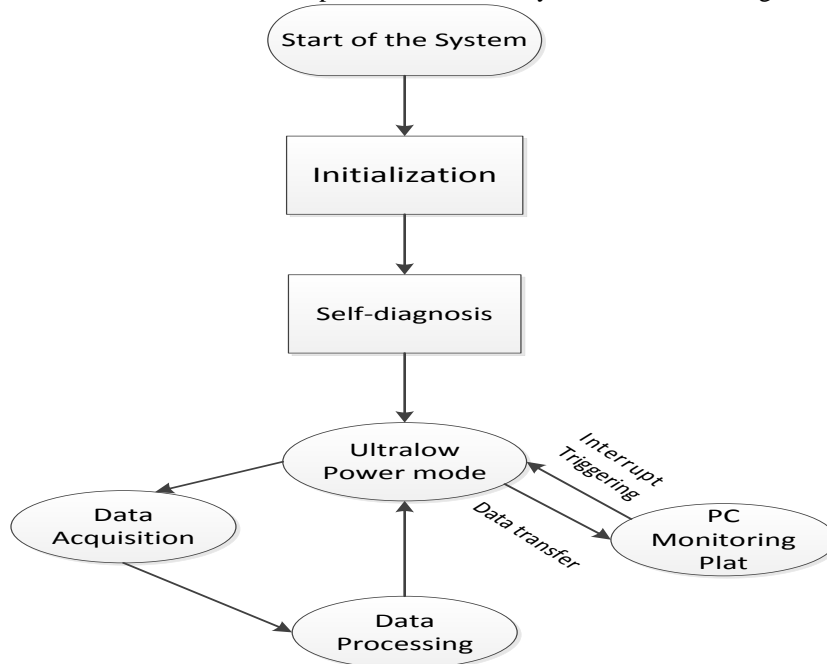 Start of the System
Initialization
Self-diagnosis
Ultralow
Power mode
Interrupt
Triggering
Data transfer
Data
Acquisition
PC
Monitoring
Plat
Data
Processing